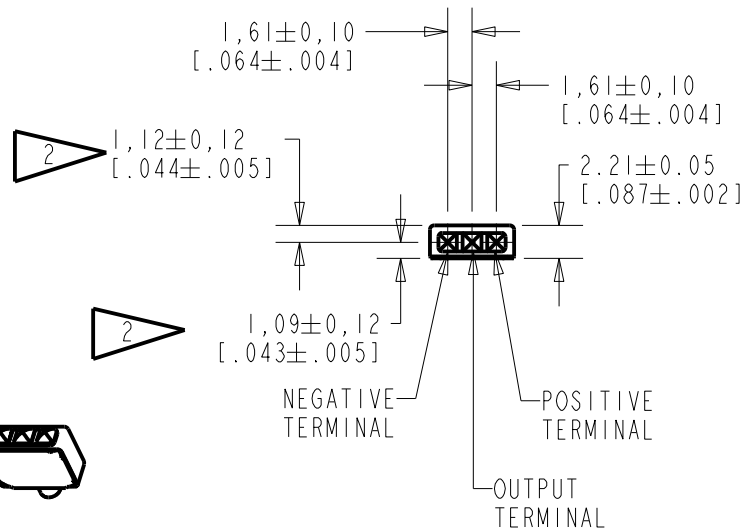 1,61±0,10
[.064±.004]
1,61±0,10
[.064±.004]
2
1,12±0,12
[.044±.005]
2.21±0.05
[.087±.002]
2
1,09±0,12
[.043±.005]
NEGATIVE
TERMINAL
POSITIVE
TERMINAL
OUTPUT
TERMINAL